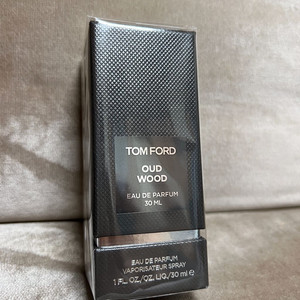 TOM FORD
OUD
WOOD
EAU DE PARFUM
30 ML
EAU DE PARFUM
VAPORISATEUR SPRAY
1 FL.OZ./OZ. LIQ./30 ml ℮